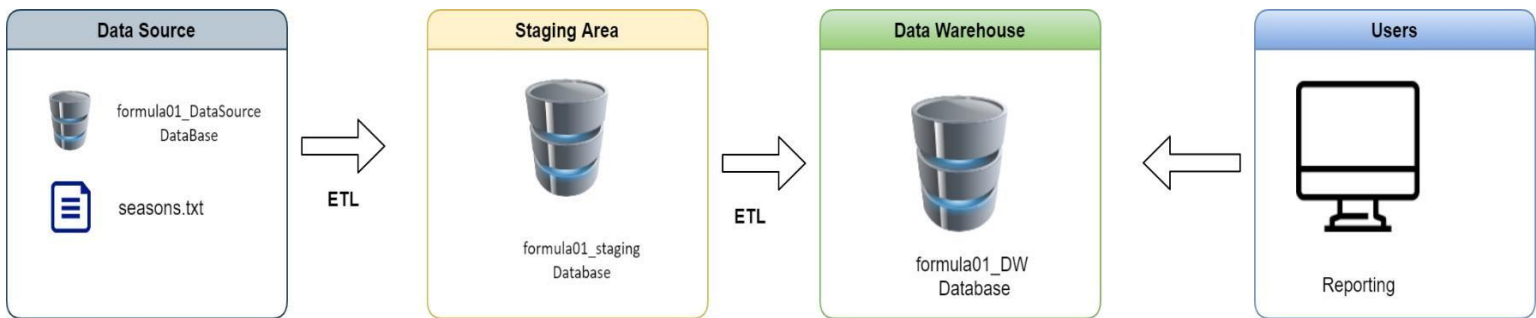 Data Source
formula01_DataSource
DataBase
seasons.txt
ETL
Staging Area
formula01_staging
Database
ETL
Data Warehouse
formula01_DW
Database
Users
Reporting